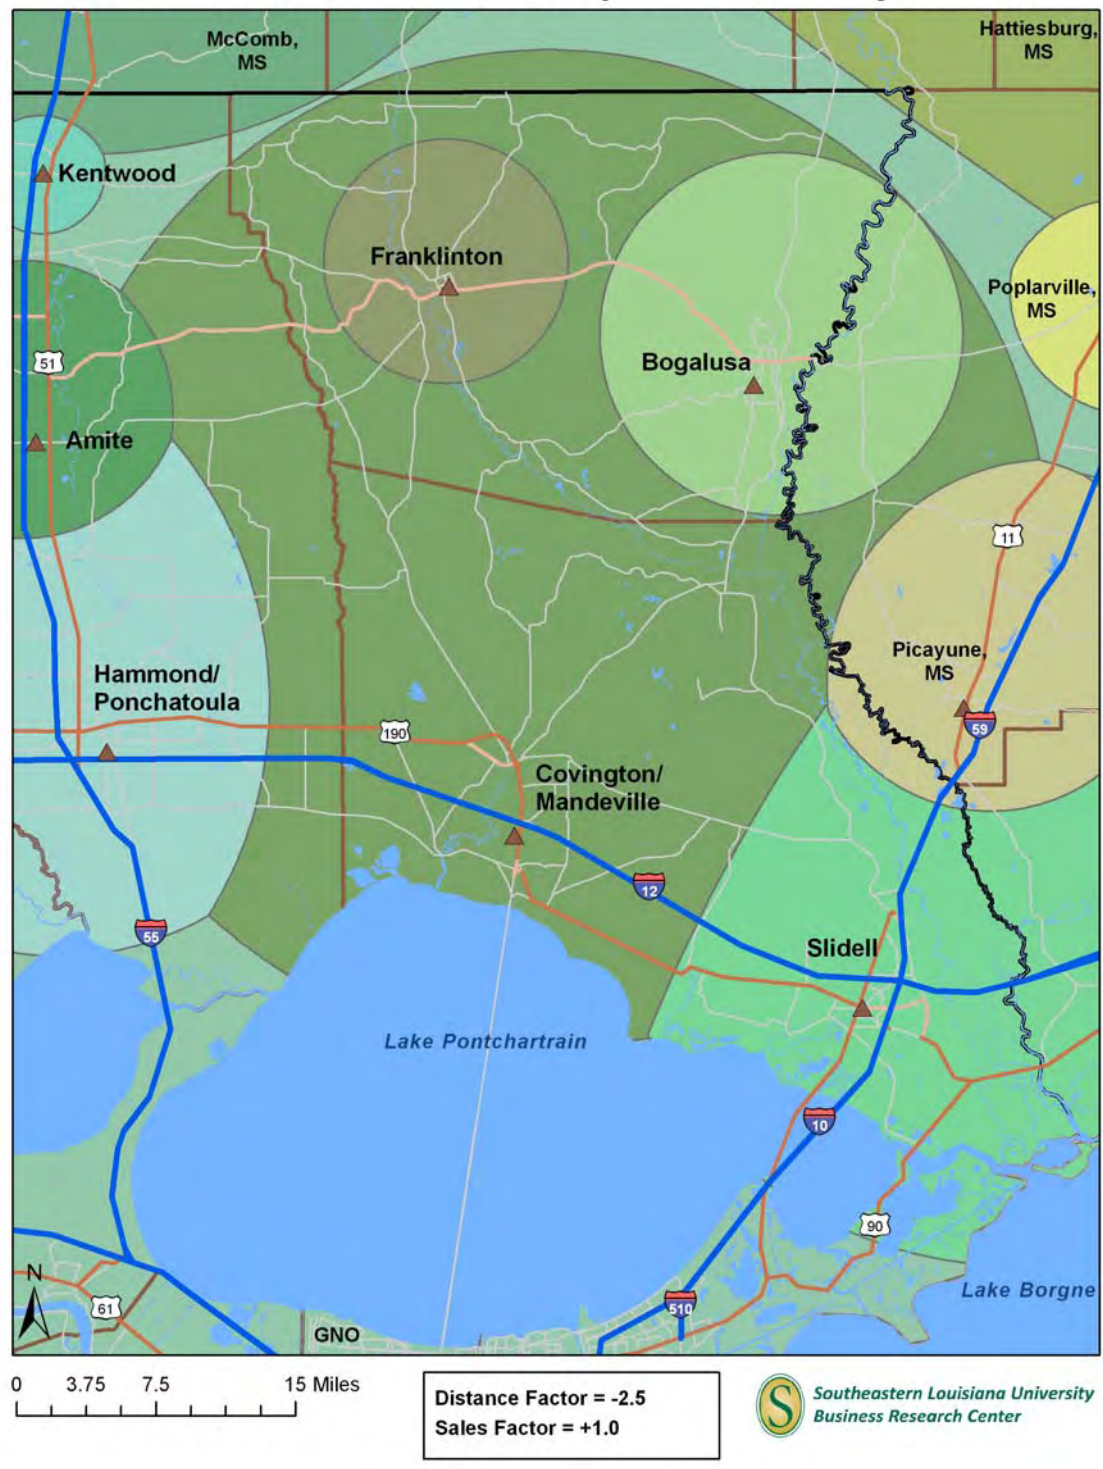 McComb,
MS
Hattiesburg,
MS
Kentwood
Franklinton
Poplarville,
MS
51
Bogalusa
Amite
11
Picayune,
MS
Hammond/
Ponchatoula
59
190
Covington/
Mandeville
12
55
Slidell
Lake Pontchartrain
10
90
N
Lake Borgne
61
510
GNO
0 3.75 7.5 15 Miles
Distance Factor = -2.5
Sales Factor = +1.0
S
Southeastern Louisiana University
Business Research Center